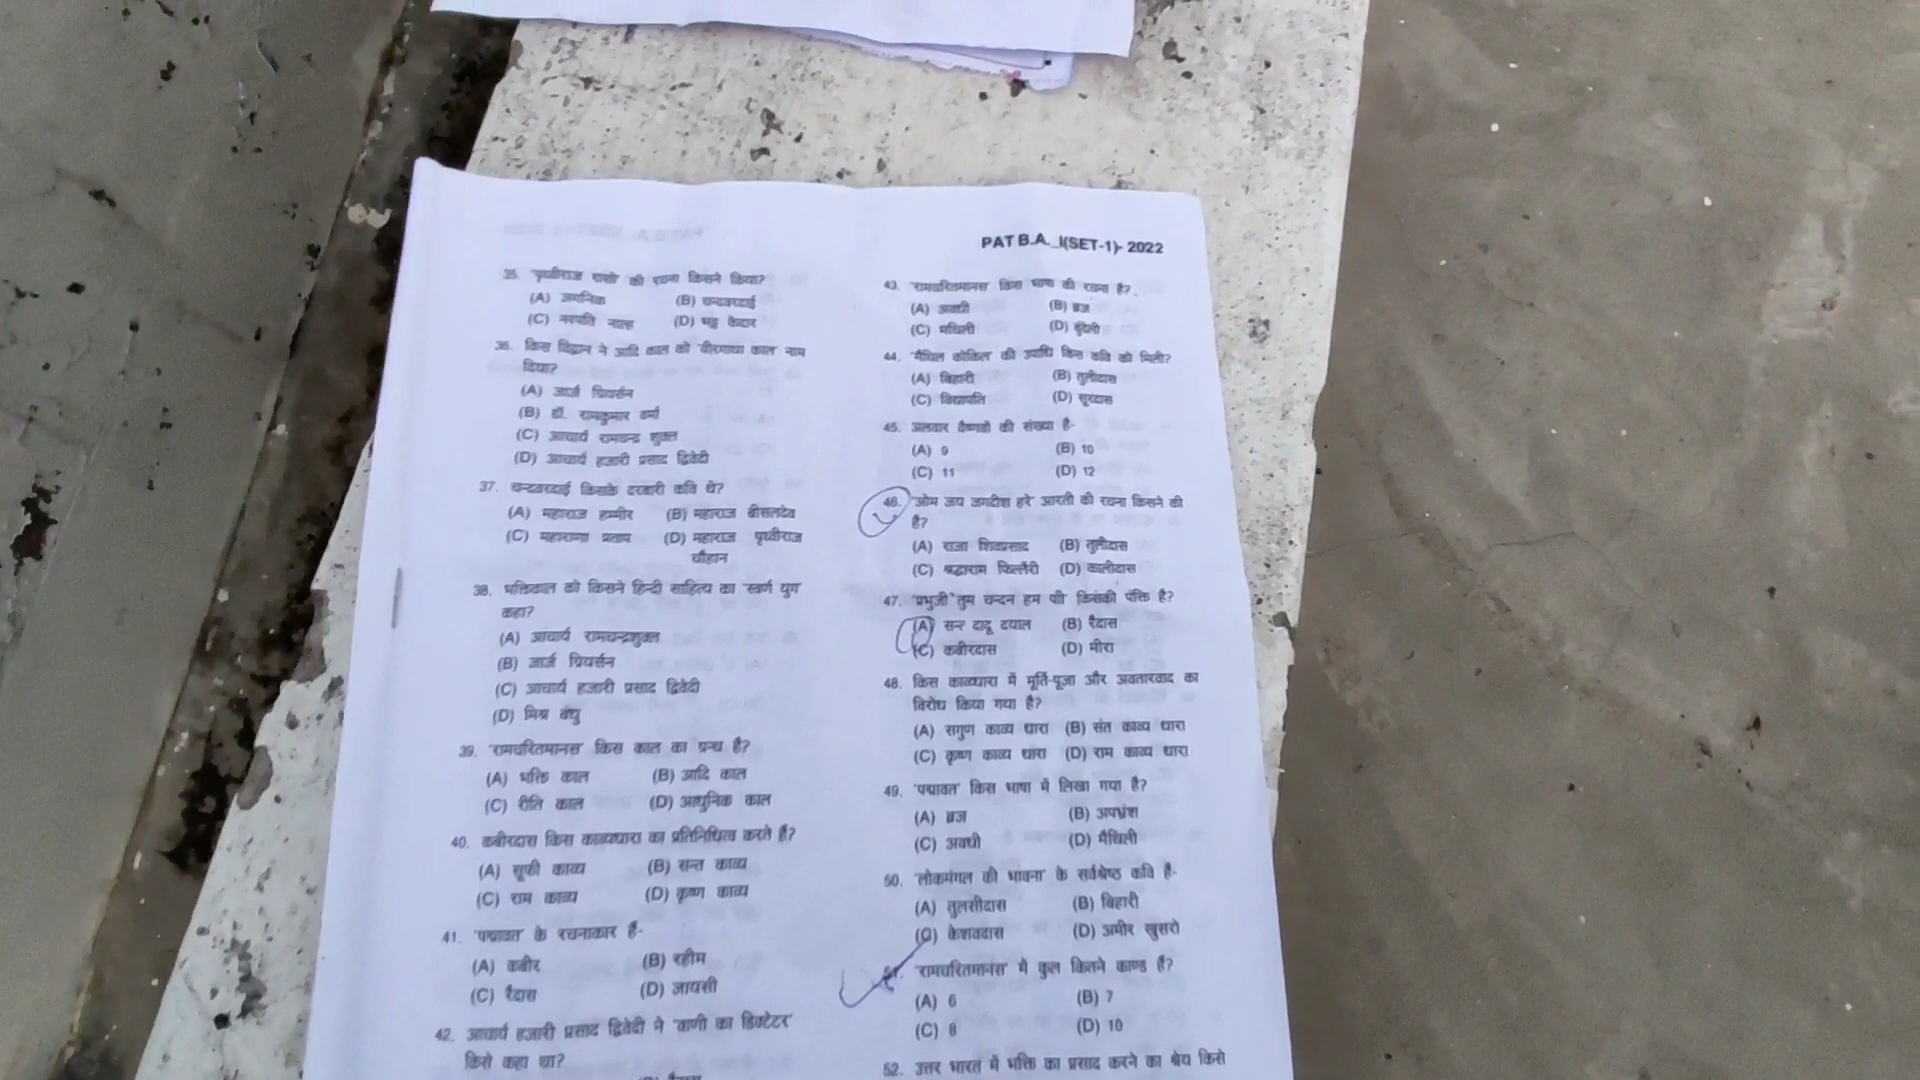 PAT B.A._I(SET-1)- 2022
35. 'पृथ्वीराज रासो' की रचना किसने किया?
(A) जगनिक (B) चन्दवरदाई
(C) नरपति नाल्ह (D) भट्ट केदार
36. किस विद्वान ने आदि काल को 'वीरगाथा काल' नाम
दिया?
(A) जार्ज ग्रियर्सन
(B) डॉ. रामकुमार वर्मा
(C) आचार्य रामचन्द्र शुक्ल
(D) आचार्य हजारी प्रसाद द्विवेदी
37. चन्दवरदाई किसके दरबारी कवि थे?
(A) महाराज हम्मीर (B) महाराज बीसलदेव
(C) महाराणा प्रताप (D) महाराज पृथ्वीराज
चौहान
38. भक्तिकाल को किसने हिन्दी साहित्य का 'स्वर्ण युग'
कहा?
(A) आचार्य रामचन्द्रशुक्ल
(B) जार्ज ग्रियर्सन
(C) आचार्य हजारी प्रसाद द्विवेदी
(D) मिश्र बंधु
39. 'रामचरितमानस' किस काल का ग्रन्थ है?
(A) भक्ति काल (B) आदि काल
(C) रीति काल (D) आधुनिक काल
40. कबीरदास किस काव्यधारा का प्रतिनिधित्व करते हैं?
(A) सूफी काव्य (B) सन्त काव्य
(C) राम काव्य (D) कृष्ण काव्य
41. 'पद्मावत' के रचनाकार हैं-
(A) कबीर (B) रहीम
(C) रैदास (D) जायसी
42. आचार्य हजारी प्रसाद द्विवेदी ने 'वाणी का डिक्टेटर'
किसे कहा था?
43. 'रामचरितमानस' किस भाषा की रचना है?
(A) अवधी (B) ब्रज
(C) मैथिली (D) बुंदेली
44. 'मैथिल कोकिल' की उपाधि किस कवि को मिली?
(A) बिहारी (B) तुलीदास
(C) विद्यापति (D) सूरदास
45. अलवार वैष्णवों की संख्या है-
(A) 9 (B) 10
(C) 11 (D) 12
46. 'ओम जय जगदीश हरे' आरती की रचना किसने की
है?
(A) राजा शिवप्रसाद (B) तुलीदास
(C) श्रद्धाराम फिल्लौरी (D) कालीदास
47. 'प्रभुजी तुम चन्दन हम पानी' किसकी पंक्ति है?
(A) सन्त दादू दयाल (B) रैदास
(C) कबीरदास (D) मीरा
48. किस काव्यधारा में मूर्ति-पूजा और अवतारवाद का
विरोध किया गया है?
(A) सगुण काव्य धारा (B) संत काव्य धारा
(C) कृष्ण काव्य धारा (D) राम काव्य धारा
49. 'पद्मावत' किस भाषा में लिखा गया है?
(A) ब्रज (B) अपभ्रंश
(C) अवधी (D) मैथिली
50. 'लोकमंगल की भावना' के सर्वश्रेष्ठ कवि है-
(A) तुलसीदास (B) बिहारी
(C) केशवदास (D) अमीर खुसरो
51. 'रामचरितमानस' में कुल कितने काण्ड हैं?
(A) 6 (B) 7
(C) 8 (D) 10
52. उत्तर भारत में भक्ति का प्रसाद करने का श्रेय किसे